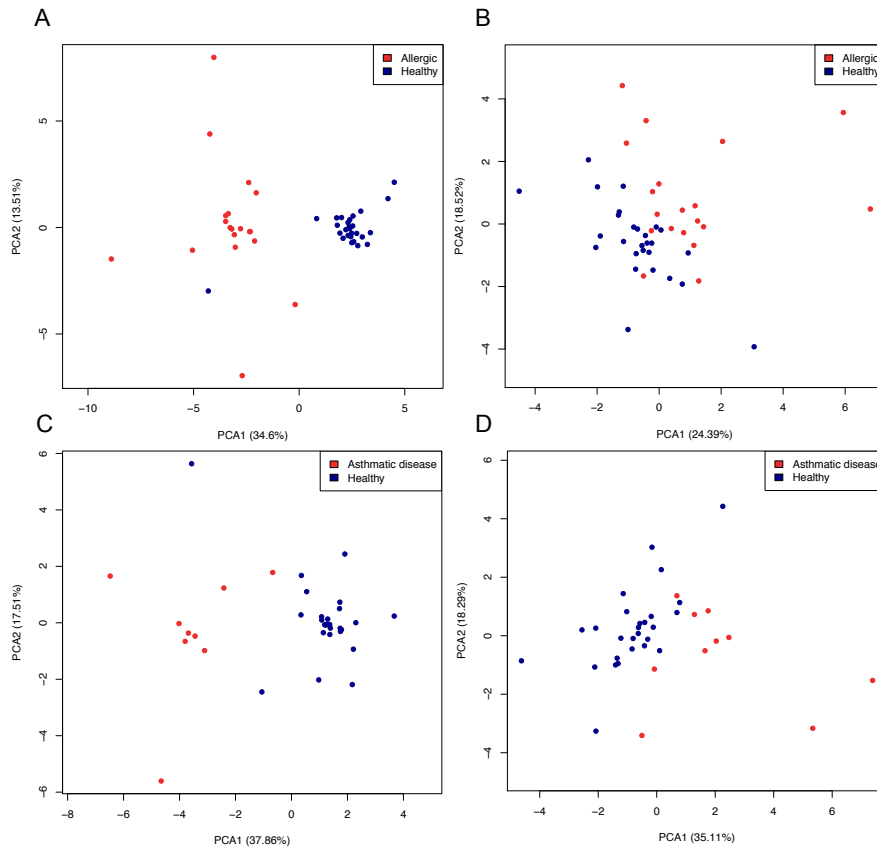 A
Allergic
Healthy
PCA2 (13.51%)
5
0
−5
−10
−5
0
5
PCA1 (34.6%)
B
Allergic
Healthy
PCA2 (18.52%)
4
2
0
−2
−4
−4
−2
0
2
4
6
PCA1 (24.39%)
C
Asthmatic disease
Healthy
PCA2 (17.51%)
6
4
2
0
−2
−4
−6
−8
−6
−4
−2
0
2
4
PCA1 (37.86%)
D
Asthmatic disease
Healthy
PCA2 (18.29%)
6
4
2
0
−2
−4
−4
−2
0
2
4
6
PCA1 (35.11%)